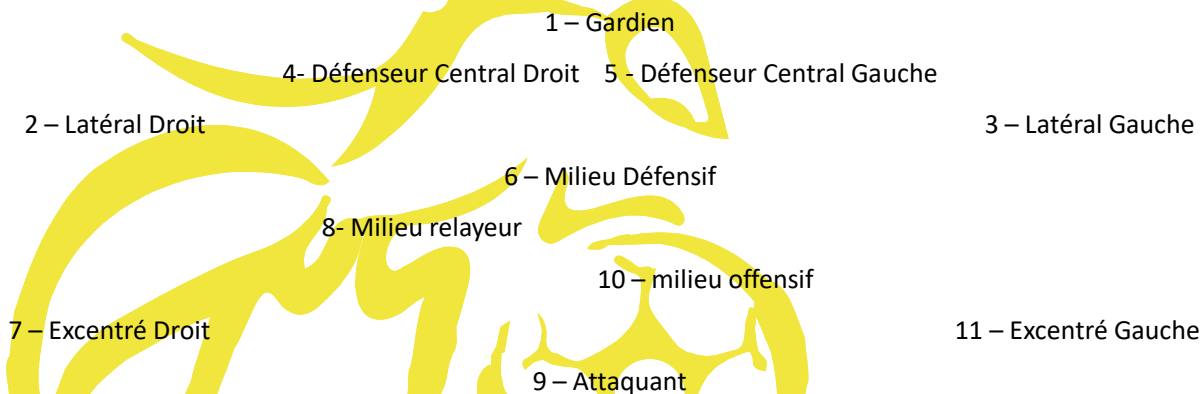 1 – Gardien
4- Défenseur Central Droit 5 - Défenseur Central Gauche
2 – Latéral Droit 3 – Latéral Gauche
6 – Milieu Défensif
8- Milieu relayeur
10 – milieu offensif
7 – Excentré Droit 11 – Excentré Gauche
9 – Attaquant